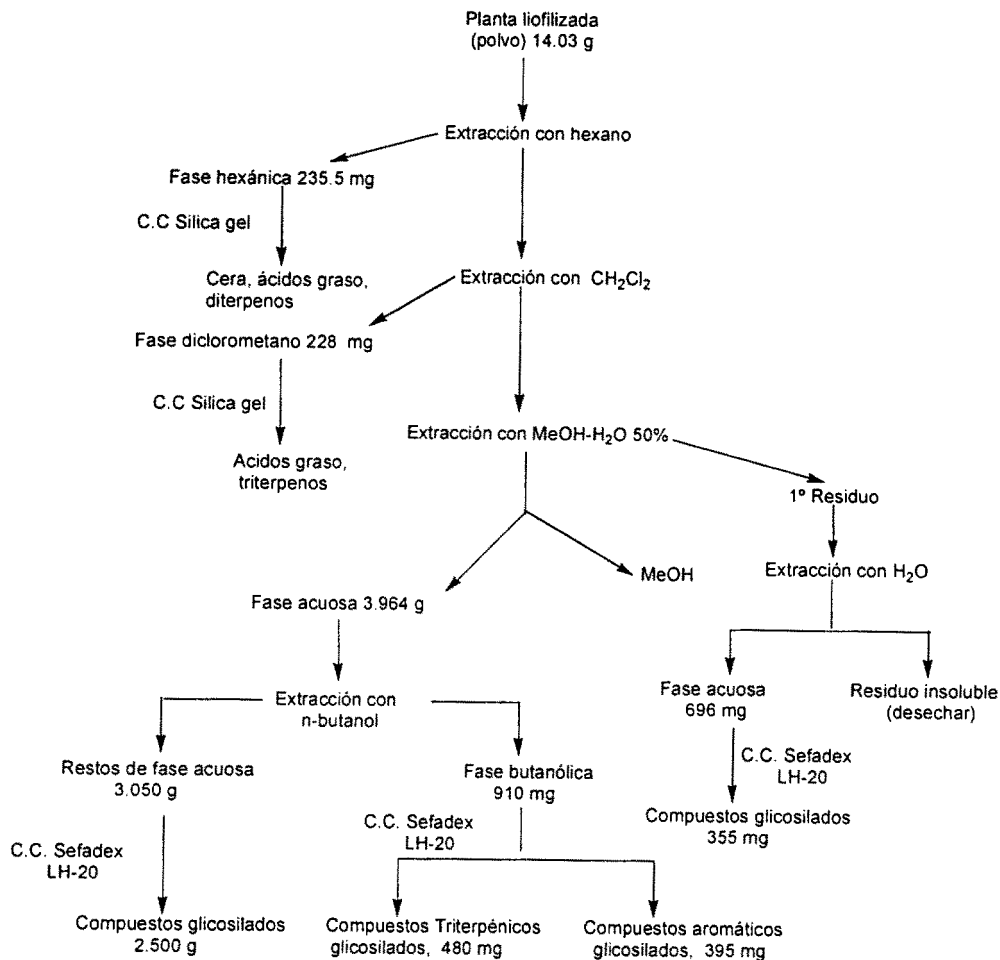 Planta liofilizada
(polvo) 14.03 g
Extracción con hexano
Fase hexánica 235.5 mg
C.C Silica gel
Cera, ácidos graso,
diterpenos
Extracción con CH₂Cl₂
Fase diclorometano 228 mg
C.C Silica gel
Acidos graso,
triterpenos
Extracción con MeOH-H₂O 50%
1º Residuo
MeOH
Extracción con H₂O
Fase acuosa 3.964 g
Fase acuosa
696 mg
Residuo insoluble
(desechar)
Extracción con
n-butanol
Restos de fase acuosa
3.050 g
Fase butanólica
910 mg
C.C. Sefadex
LH-20
Compuestos glicosilados
355 mg
C.C. Sefadex
LH-20
C.C. Sefadex
LH-20
Compuestos glicosilados
2.500 g
Compuestos Triterpénicos
glicosilados, 480 mg
Compuestos aromáticos
glicosilados, 395 mg